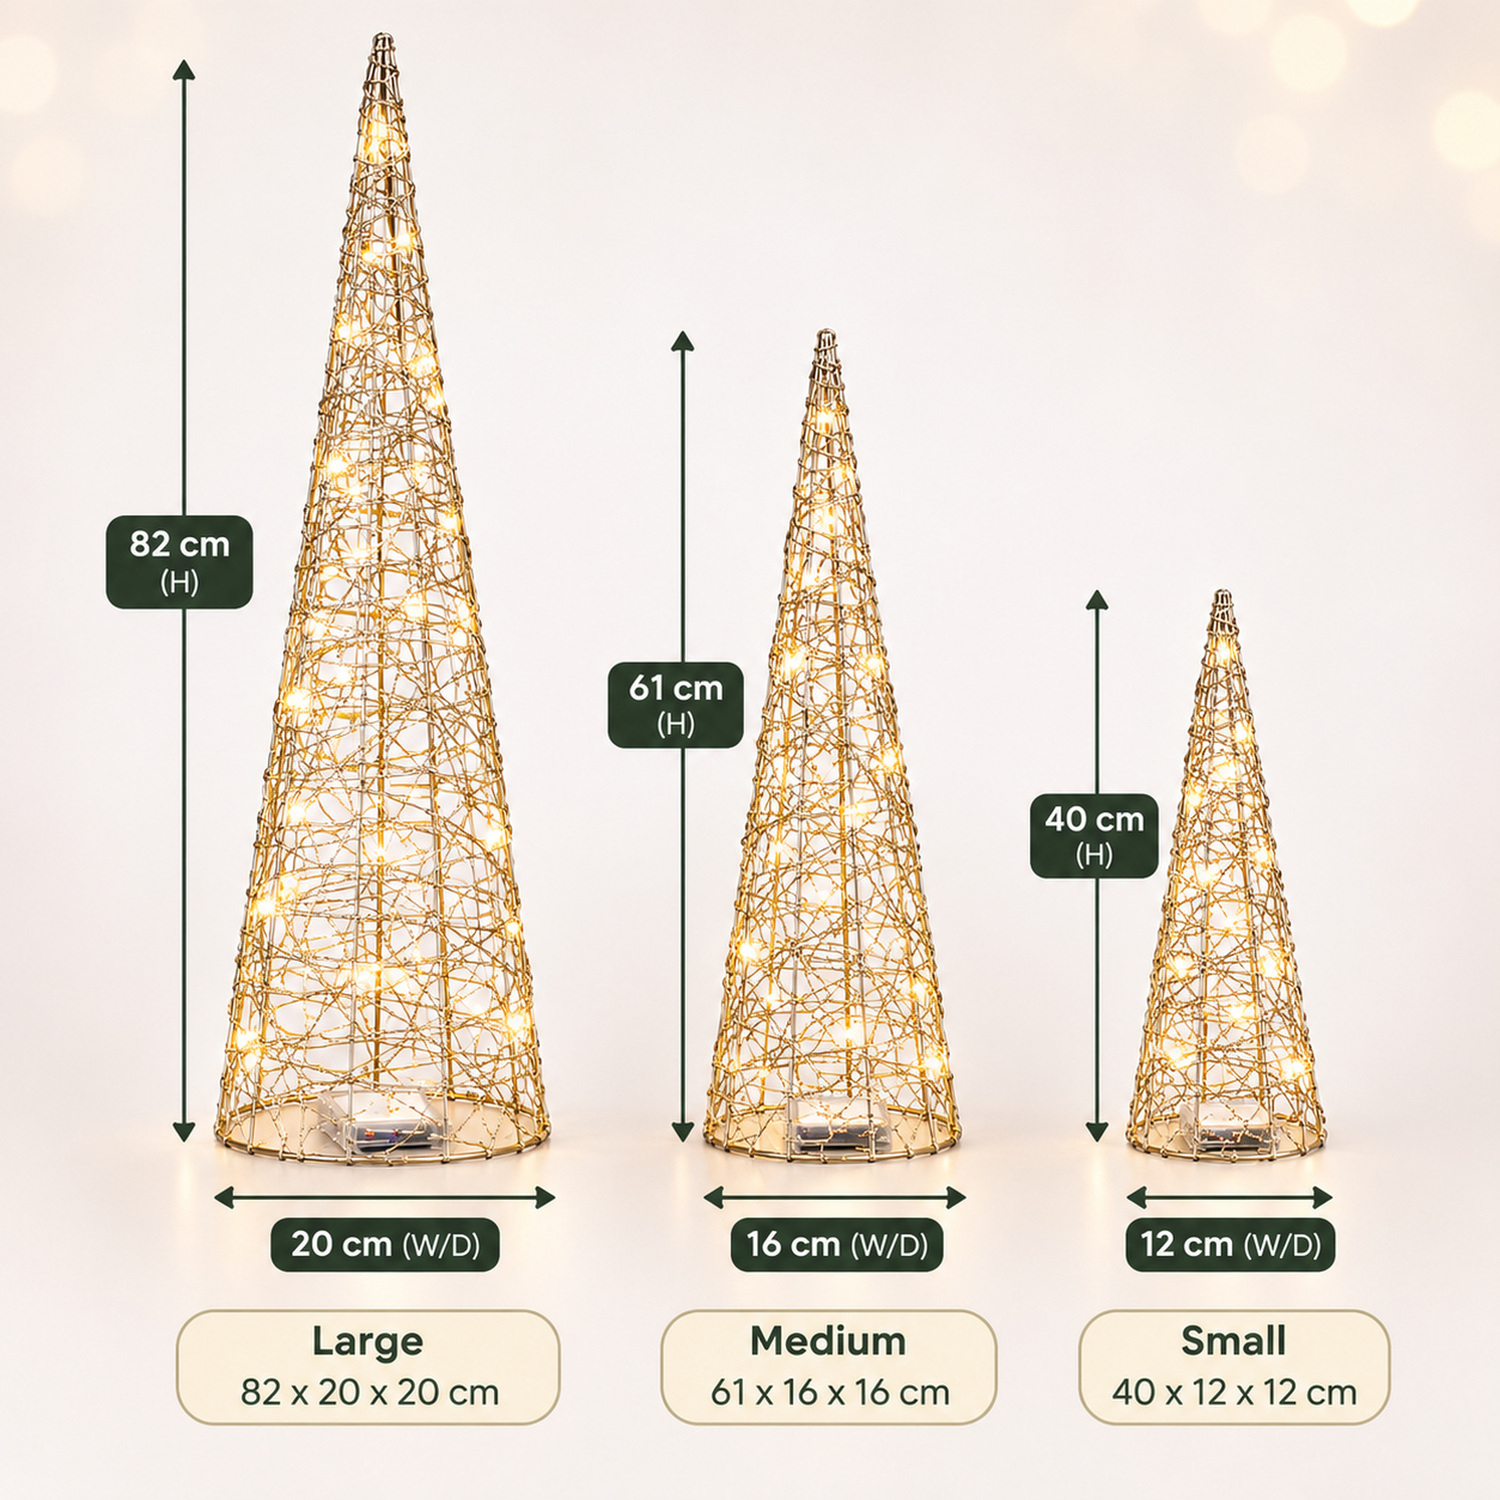 82 cm
(H)
61 cm
(H)
40 cm
(H)
20 cm (W/D)
16 cm (W/D)
12 cm (W/D)
Large
82 x 20 x 20 cm
Medium
61 x 16 x 16 cm
Small
40 x 12 x 12 cm